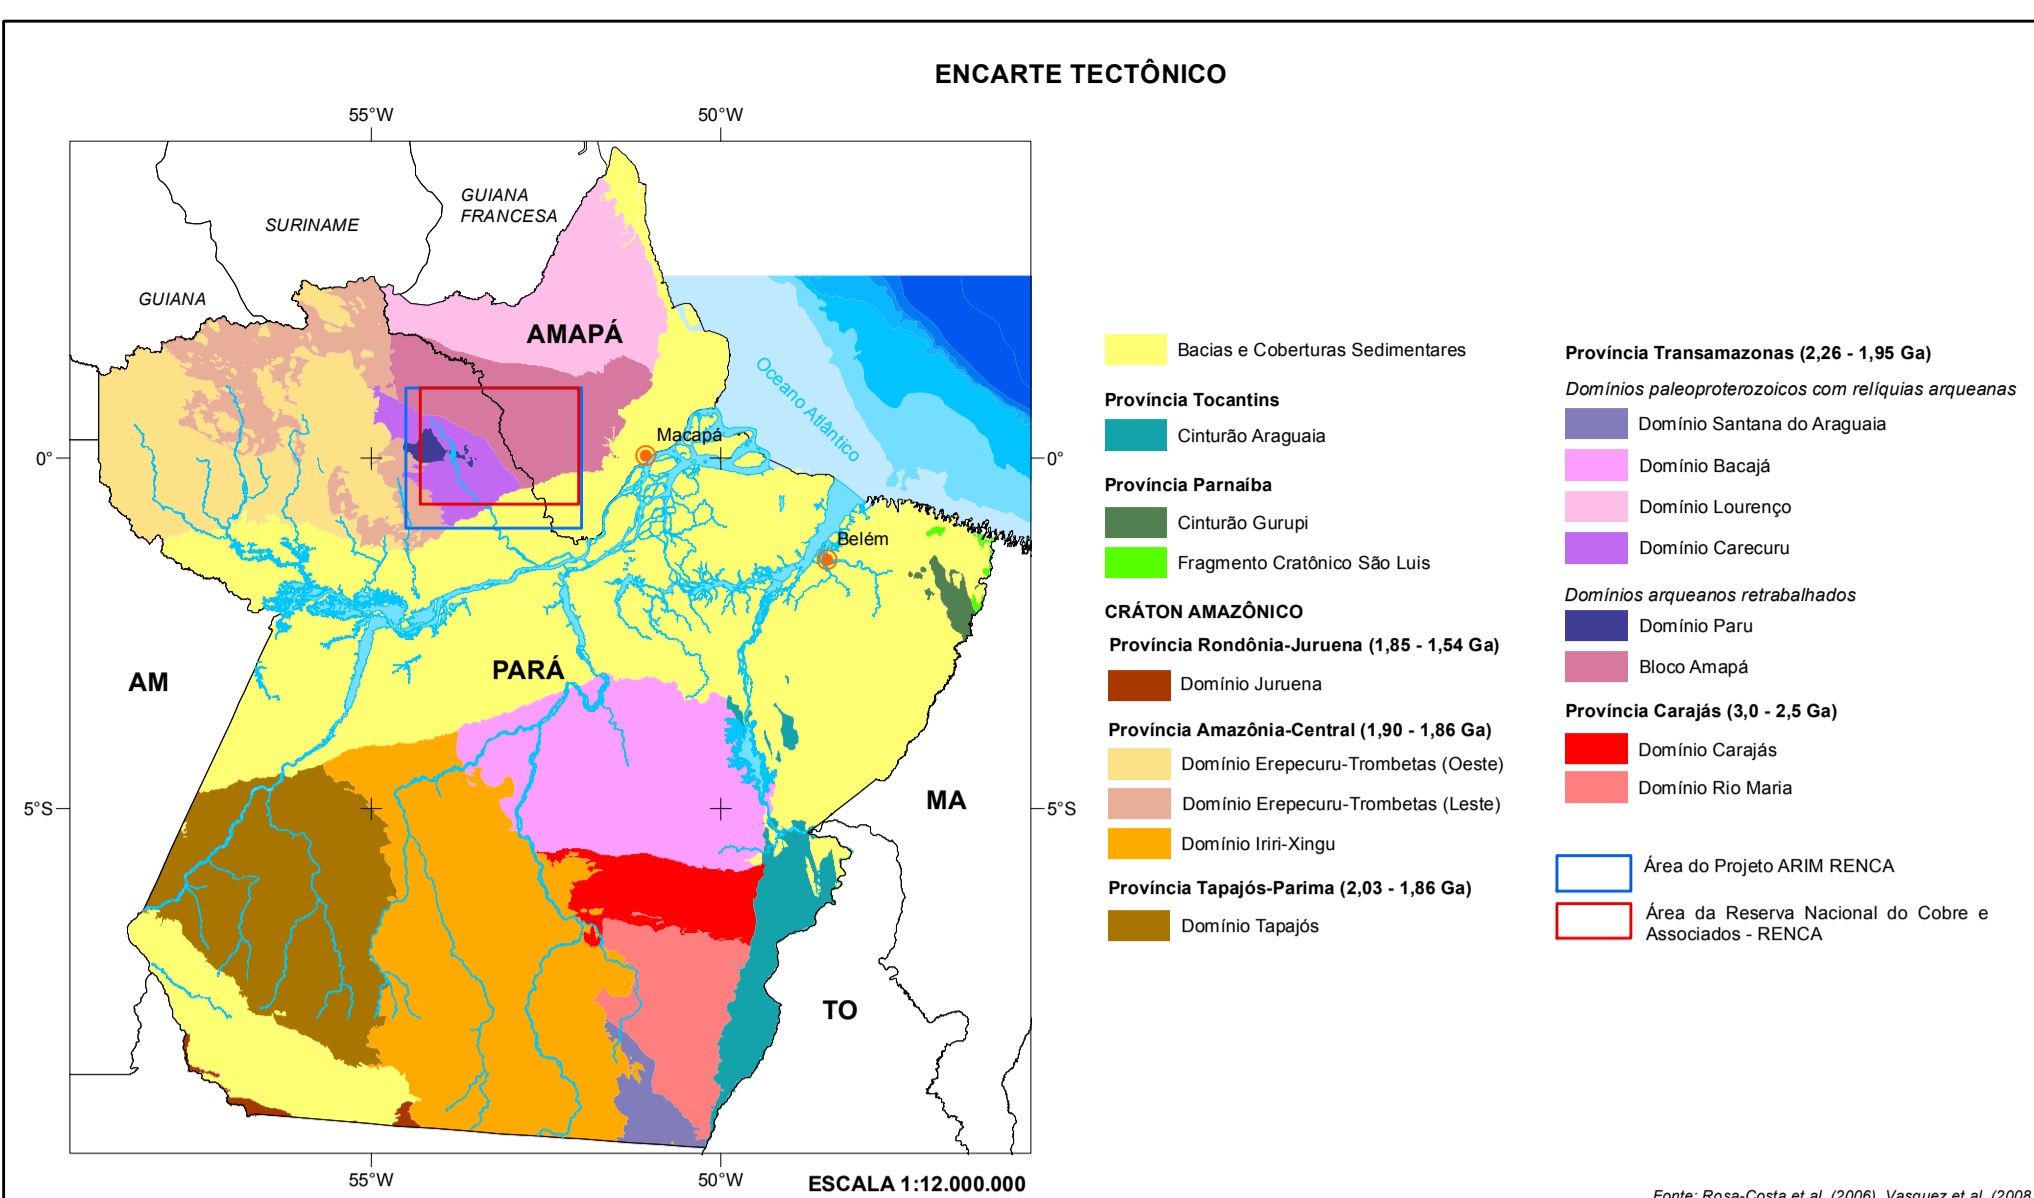 ENCARTE TECTÔNICO
55°W
50°W
GUIANA
FRANCESA
SURINAME
GUIANA
AMAPÁ
Oceano Atlântico
Macapá
0°
0°
Belém
PARÁ
AM
MA
5°S
5°S
TO
55°W
50°W
ESCALA 1:12.000.000
Bacias e Coberturas Sedimentares
Província Tocantins
Cinturão Araguaia
Província Parnaíba
Cinturão Gurupi
Fragmento Cratônico São Luis
CRÁTON AMAZÔNICO
Província Rondônia-Juruena (1,85 - 1,54 Ga)
Domínio Juruena
Província Amazônia-Central (1,90 - 1,86 Ga)
Domínio Erepecuru-Trombetas (Oeste)
Domínio Erepecuru-Trombetas (Leste)
Domínio Iriri-Xingu
Província Tapajós-Parima (2,03 - 1,86 Ga)
Domínio Tapajós
Província Transamazonas (2,26 - 1,95 Ga)
Domínios paleoproterozoicos com relíquias arqueanas
Domínio Santana do Araguaia
Domínio Bacajá
Domínio Lourenço
Domínio Carecuru
Domínios arqueanos retrabalhados
Domínio Paru
Bloco Amapá
Província Carajás (3,0 - 2,5 Ga)
Domínio Carajás
Domínio Rio Maria
Área do Projeto ARIM RENCA
Área da Reserva Nacional do Cobre e
Associados - RENCA
Fonte: Rosa-Costa et al. (2006), Vasquez et al. (2008